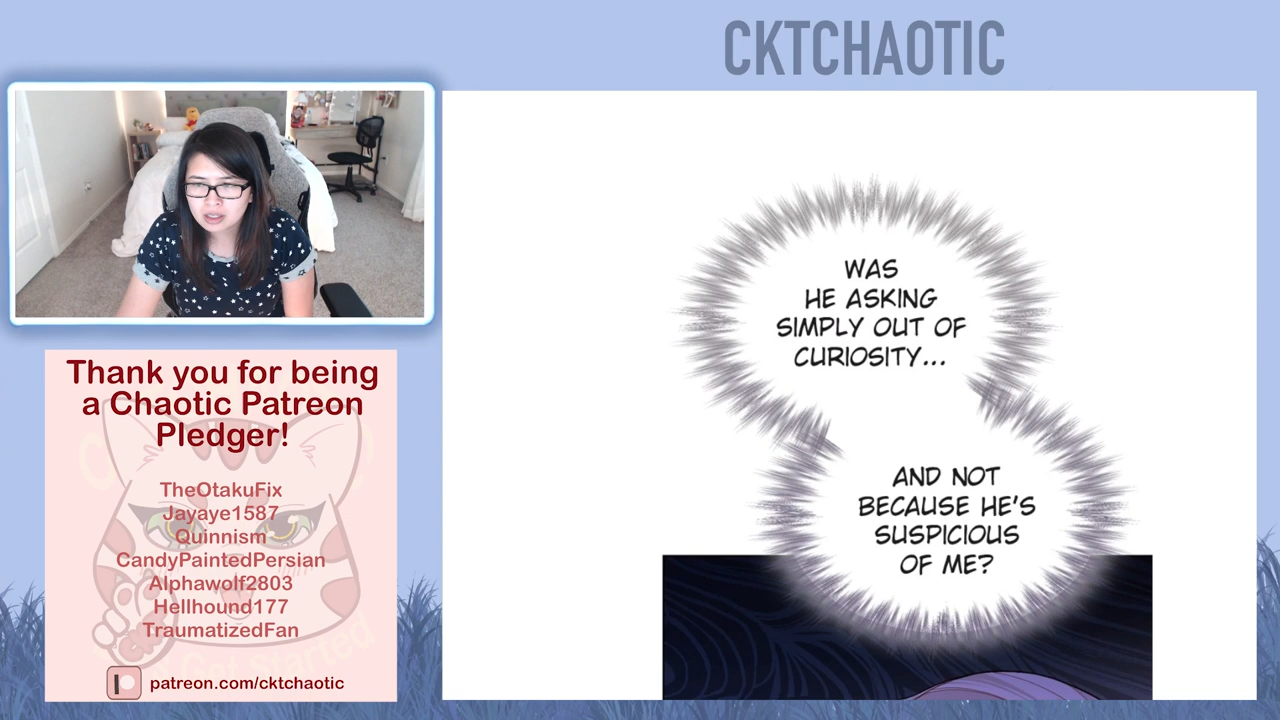 CKTCHAOTIC
WAS
HE ASKING
SIMPLY OUT OF
CURIOSITY...
AND NOT
BECAUSE HE'S
SUSPICIOUS
OF ME?
Thank you for being
a Chaotic Patreon
Pledger!
TheOtakuFix
Jayaye1587
Quinnism
CandyPaintedPersian
Alphawolf2803
Hellhound177
TraumatizedFan
patreon.com/cktchaotic